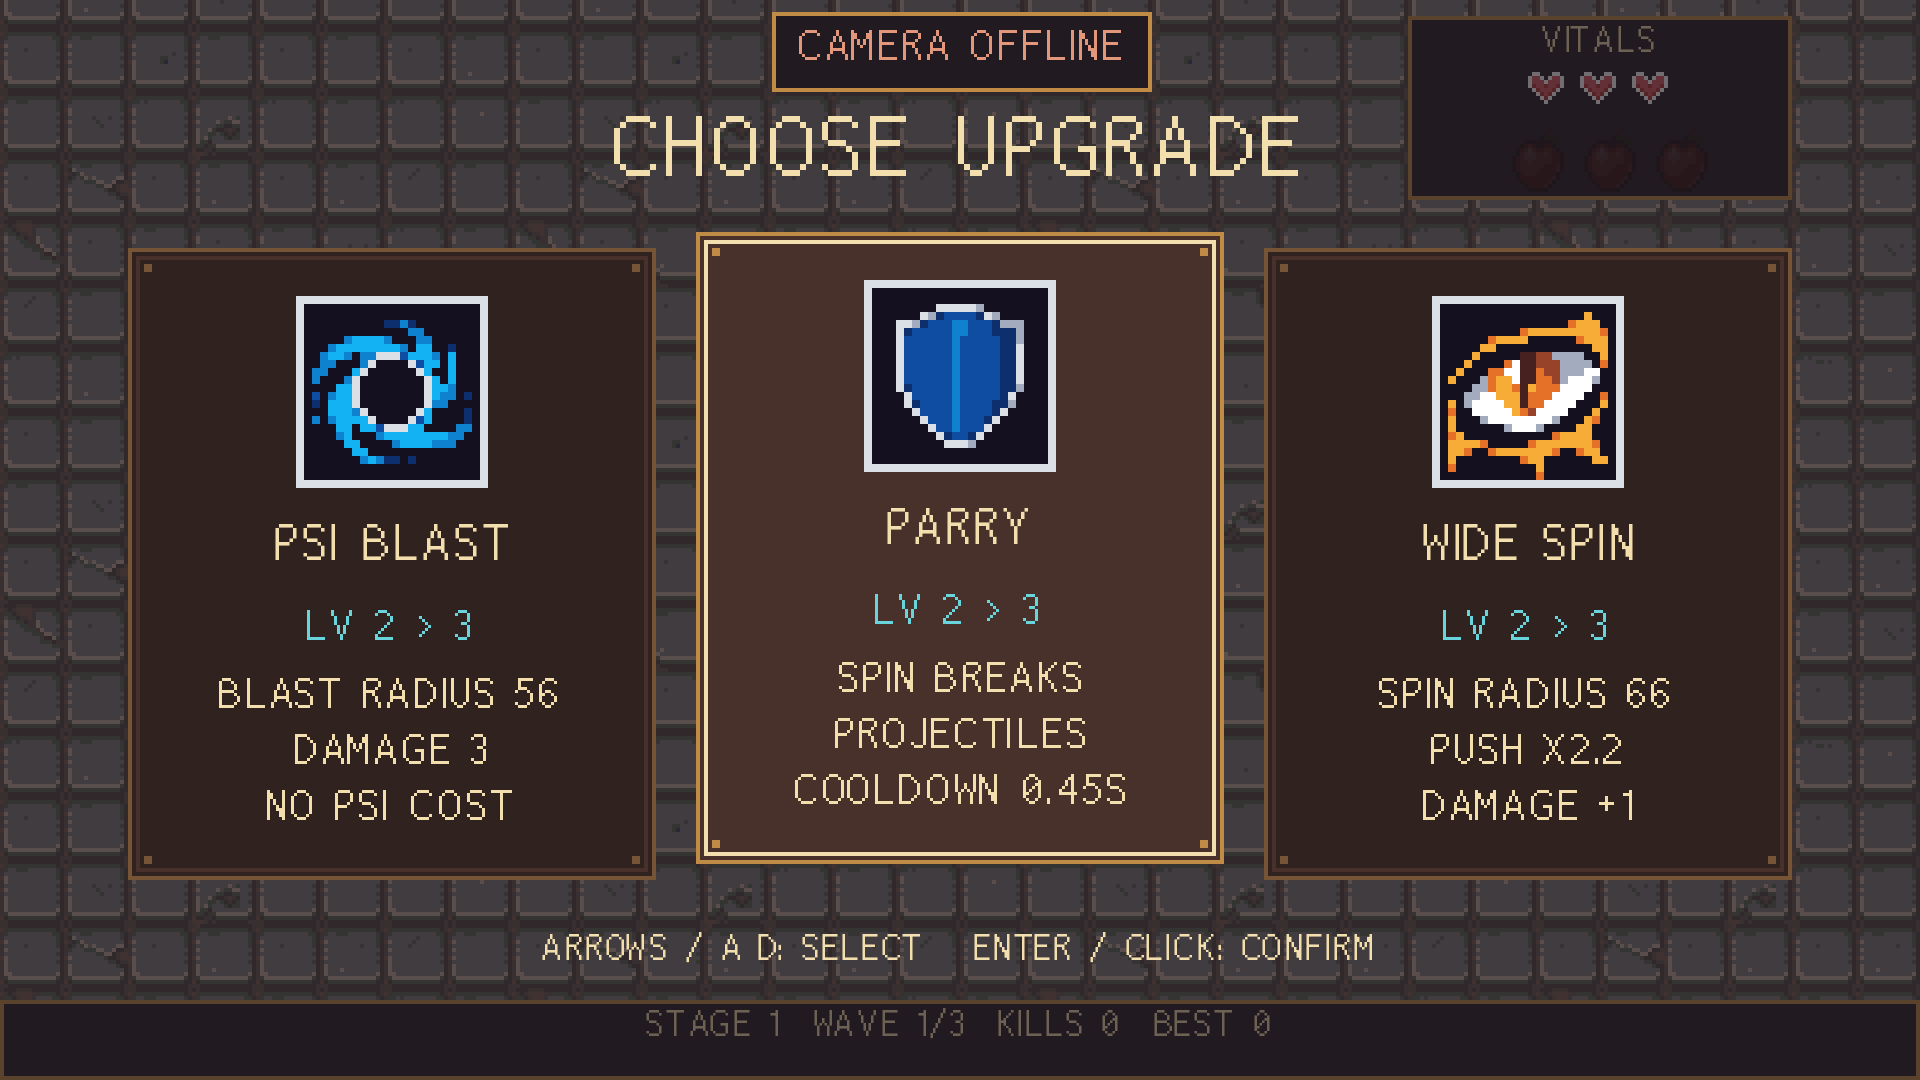 CAMERA OFFLINE
VITALS
CHOOSE UPGRADE
PSI BLAST
LV 2 > 3
BLAST RADIUS 56
DAMAGE 3
NO PSI COST
PARRY
LV 2 > 3
SPIN BREAKS
PROJECTILES
COOLDOWN 0.45S
WIDE SPIN
LV 2 > 3
SPIN RADIUS 66
PUSH X2.2
DAMAGE +1
ARROWS / A D: SELECT ENTER / CLICK: CONFIRM
STAGE 1 WAVE 1/3 KILLS 0 BEST 0